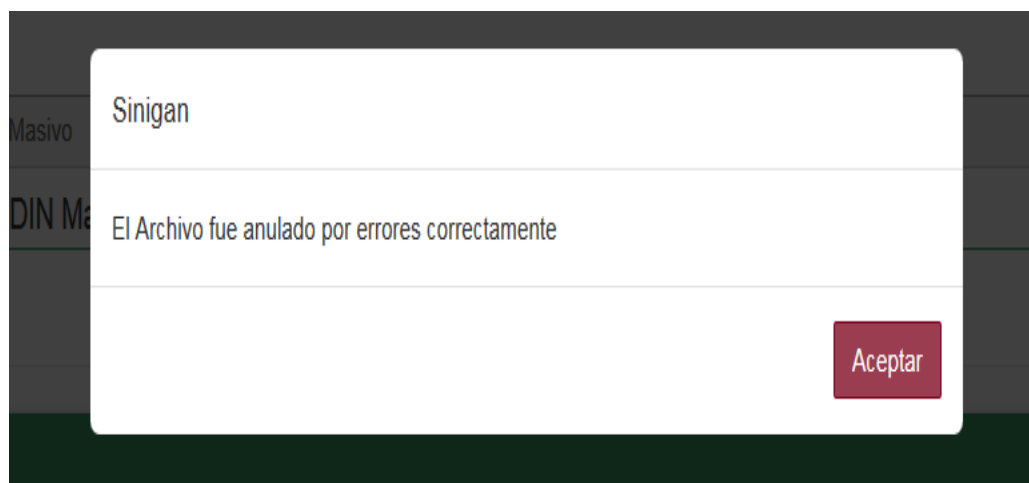 Sinigan
Masivo
DIN Ma
El Archivo fue anulado por errores correctamente
Aceptar